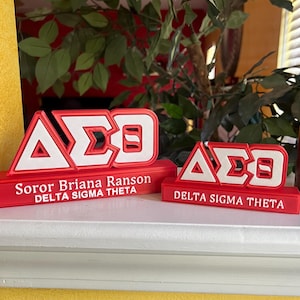 ΔΣΘ
Soror Briana Ranson
DELTA SIGMA THETA
ΔΣΘ
DELTA SIGMA THETA